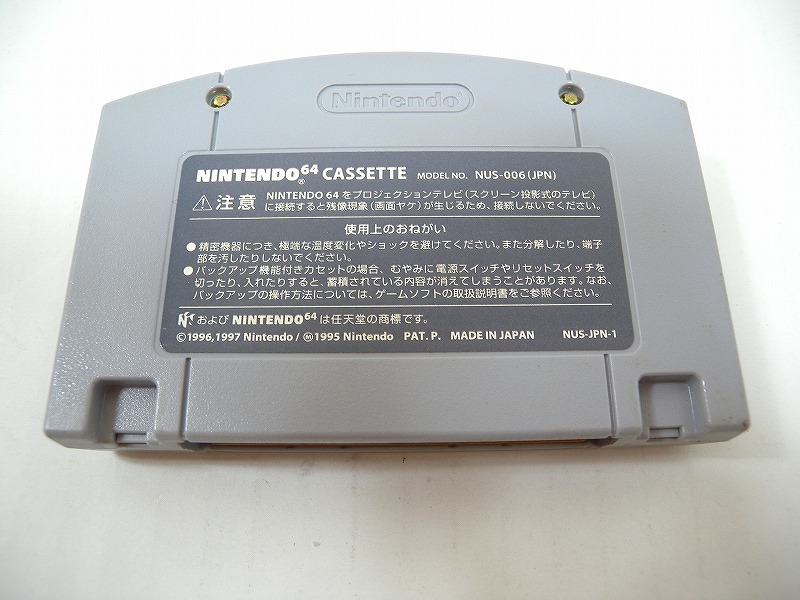 Nintendo
NINTENDO64® CASSETTE MODEL NO. NUS-006(JPN)
⚠注意 NINTENDO 64をプロジェクションテレビ(スクリーン投影式のテレビ)
に接続すると残像現象(画面ヤケ)が生じるため、接続しないでください。
使用上のおねがい
●精密機器につき、極端な温度変化やショックを避けてください。また分解したり、端子
部を汚したりしないでください。
●バックアップ機能付きカセットの場合、むやみに電源スイッチやリセットスイッチを
切ったり、入れたりすると、蓄積されている内容が消えてしまうことがあります。なお、
バックアップの操作方法については、ゲームソフトの取扱説明書をご参照ください。
および NINTENDO64 は任天堂の商標です。
©1996,1997 Nintendo/Ⓜ1995 Nintendo PAT. P. MADE IN JAPAN NUS-JPN-1